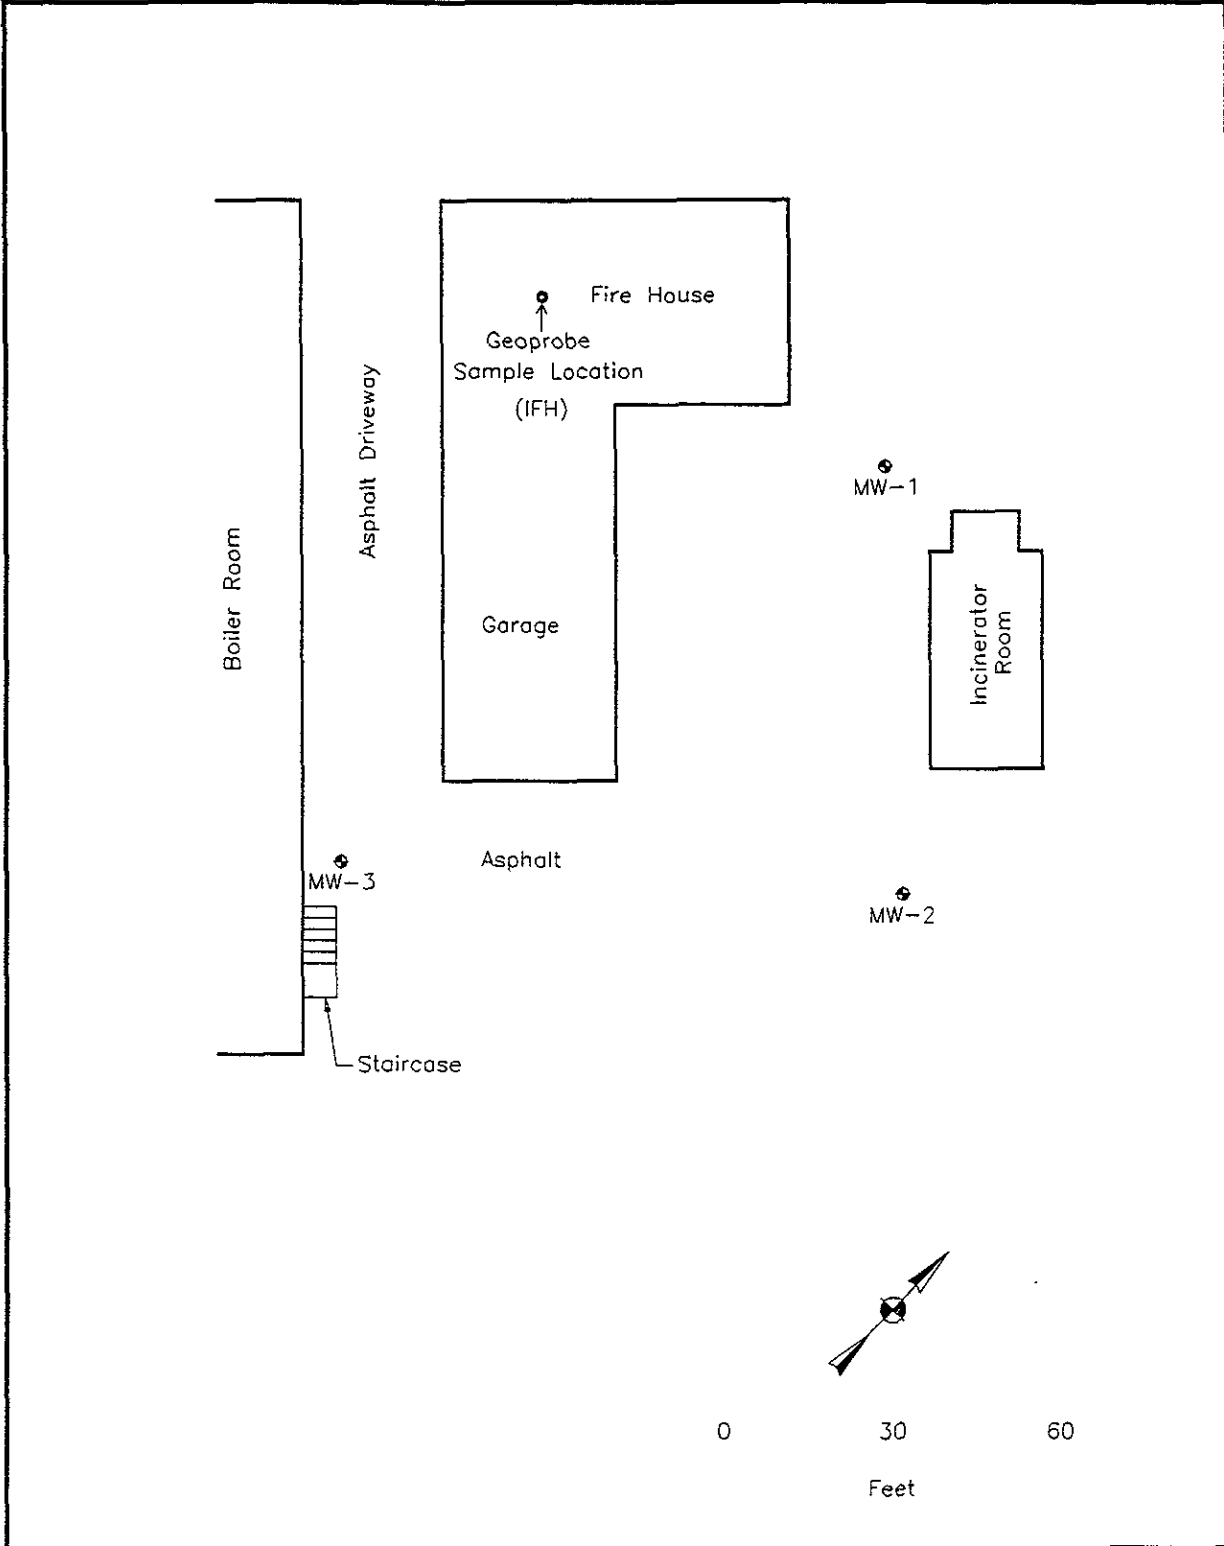 Fire House
Geoprobe
Sample Location
(IFH)
Asphalt Driveway
MW-1
Boiler Room
Garage
Incinerator
Room
Asphalt
MW-3
MW-2
Staircase
0 30 60
Feet